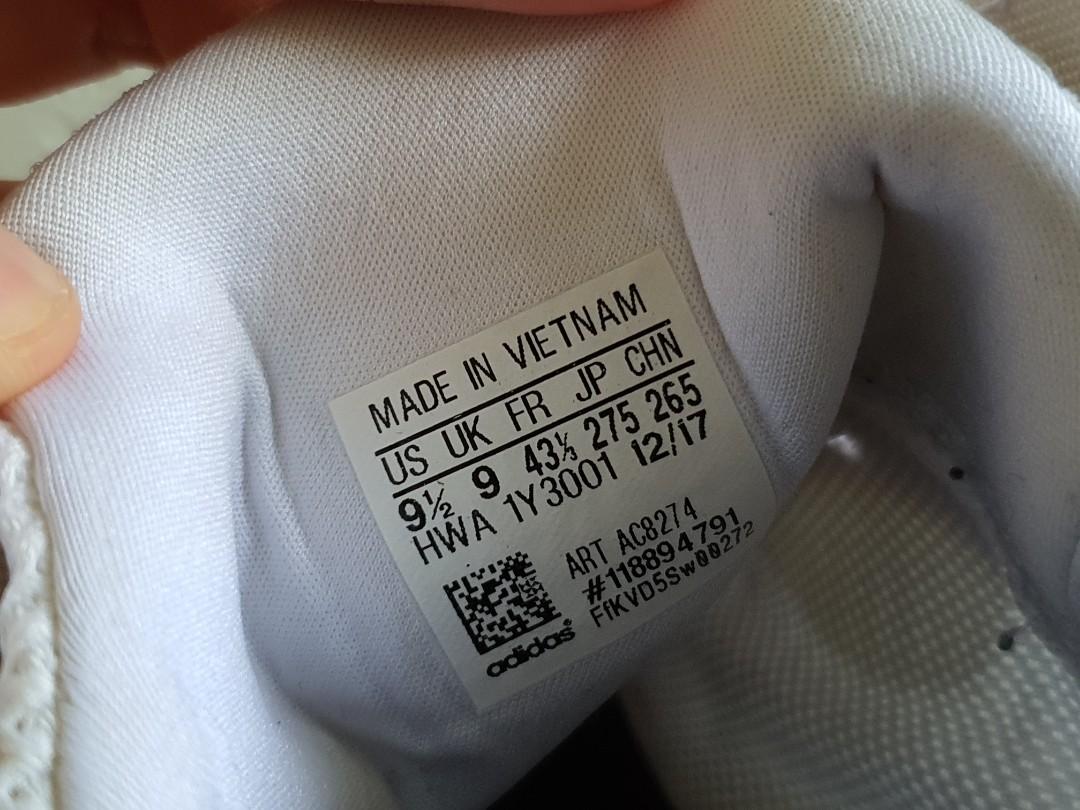 MADE IN VIETNAM
US UK FR JP CHN
9½ 9 43⅓ 275 265
HWA 1Y3001 12/17
ART AC8274
#118894791
FfKVD5Sw00272
adidas®